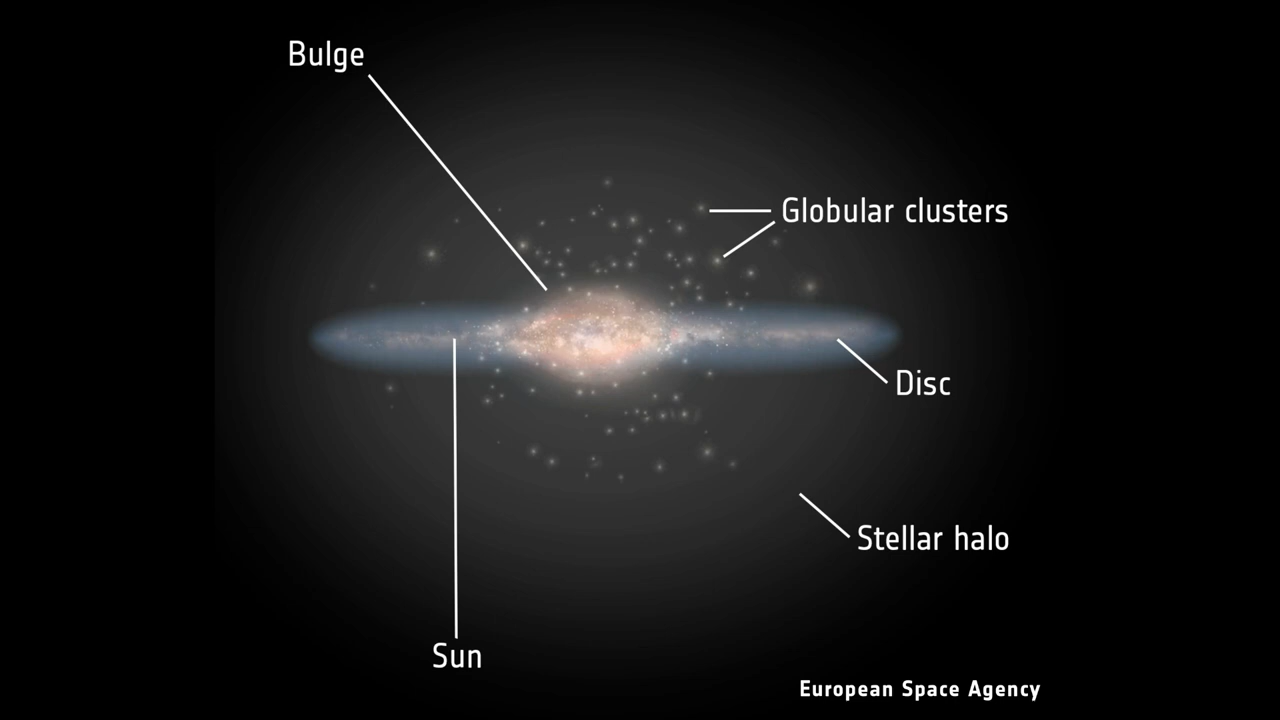 Bulge
Globular clusters
Disc
Stellar halo
Sun
European Space Agency